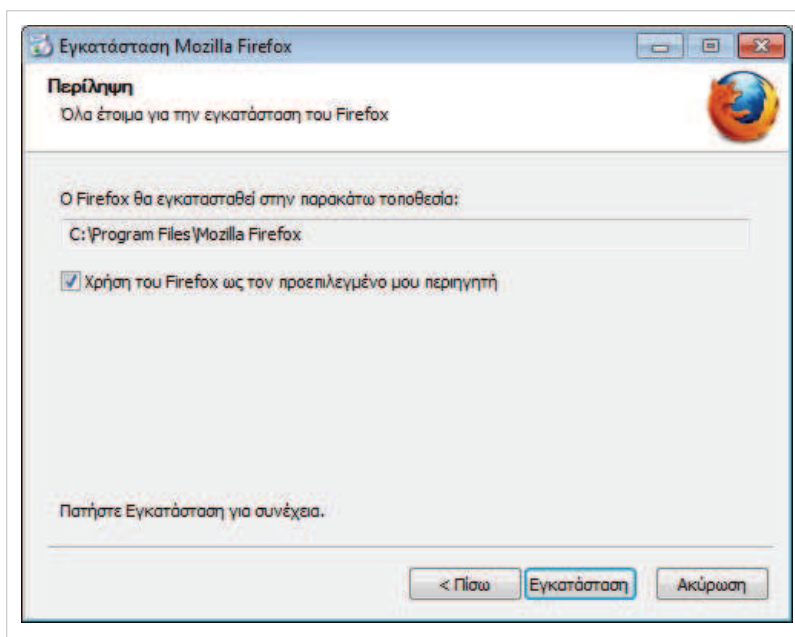 Εγκατάσταση Mozilla Firefox
Περίληψη
Όλα έτοιμα για την εγκατάσταση του Firefox
Ο Firefox θα εγκατασταθεί στην παρακάτω τοποθεσία:
C:\Program Files\Mozilla Firefox
Χρήση του Firefox ως τον προεπιλεγμένο μου περιηγητή
Πατήστε Εγκατάσταση για συνέχεια.
< Πίσω Εγκατάσταση Ακύρωση